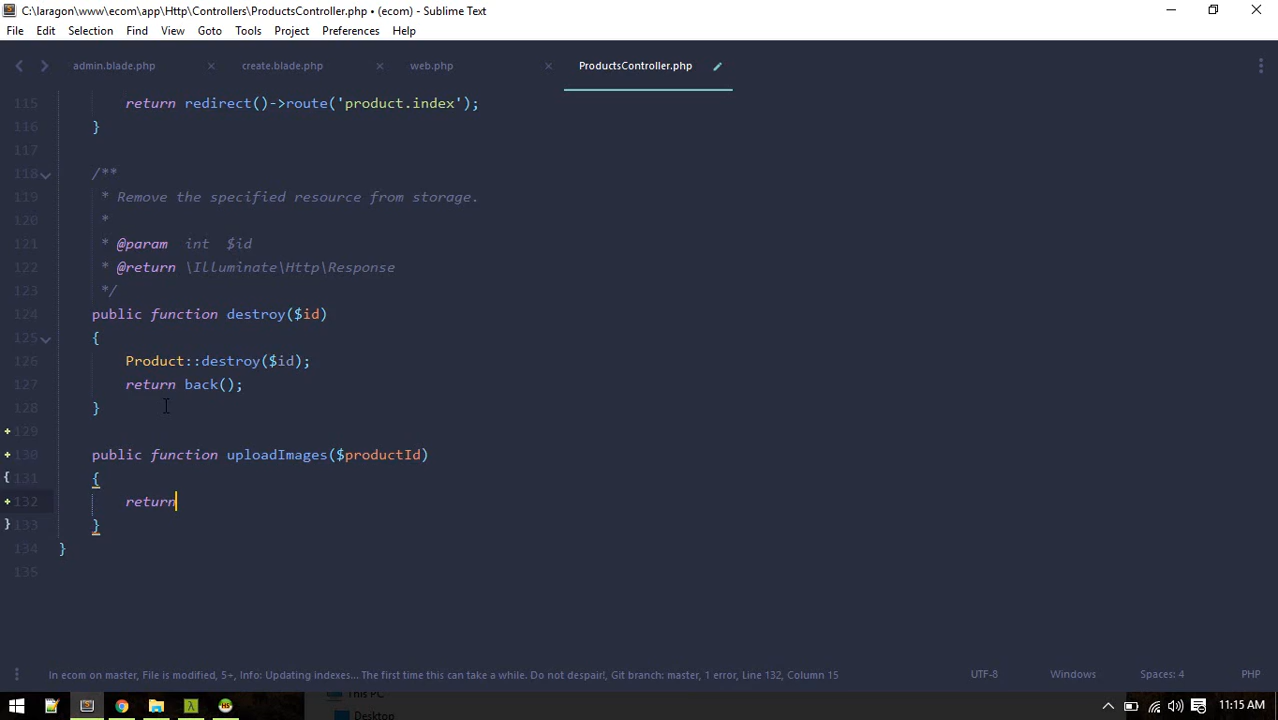 C:\laragon\www\ecom\app\Http\Controllers\ProductsController.php • (ecom) - Sublime Text
File Edit Selection Find View Goto Tools Project Preferences Help
admin.blade.php create.blade.php web.php ProductsController.php
115 return redirect()->route('product.index');
116 }
117
118 /**
119 * Remove the specified resource from storage.
120 *
121 * @param  int  $id
122 * @return \Illuminate\Http\Response
123 */
124 public function destroy($id)
125 {
126 Product::destroy($id);
127 return back();
128 }
129
130 public function uploadImages($productId)
131 {
132 return
133 }
134 }
135
In ecom on master, File is modified, 5+, Info: Updating indexes... The first time this can take a while. Do not despair!, Git branch: master, 1 error, Line 132, Column 15 UTF-8 Windows Spaces: 4 PHP
This PC
Desktop
11:15 AM